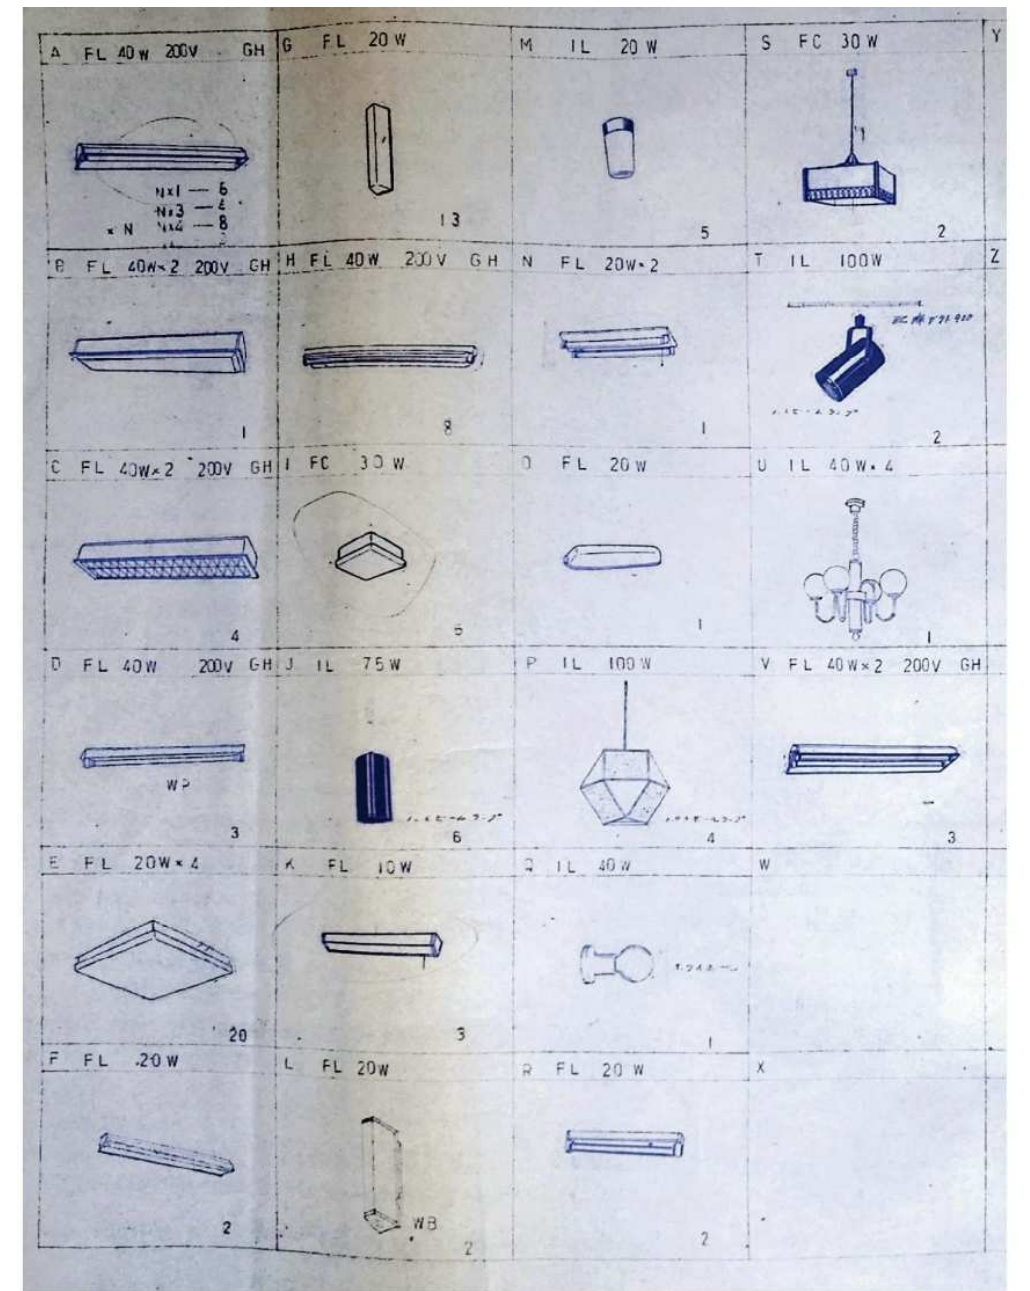 A FL 40W 200V GH
N×1 — 6
N×3 — 4
× N N×4 — 8
G FL 20W
13
M IL 20W
5
S FC 30W
2
Y
B FL 40W×2 200V GH
1
H FL 40W 200V GH
8
N FL 20W×2
1
T IL 100W
2
Z
C FL 40W×2 200V GH
4
I FC 30W
O FL 20W
1
U IL 40W×4
1
D FL 40W 200V GH
WP
3
J IL 75W
6
P IL 100W
4
V FL 40W×2 200V GH
3
E FL 20W×4
20
K FL 10W
3
Q IL 40W
1
W
F FL 20W
2
L FL 20W
WB
2
R FL 20W
2
X